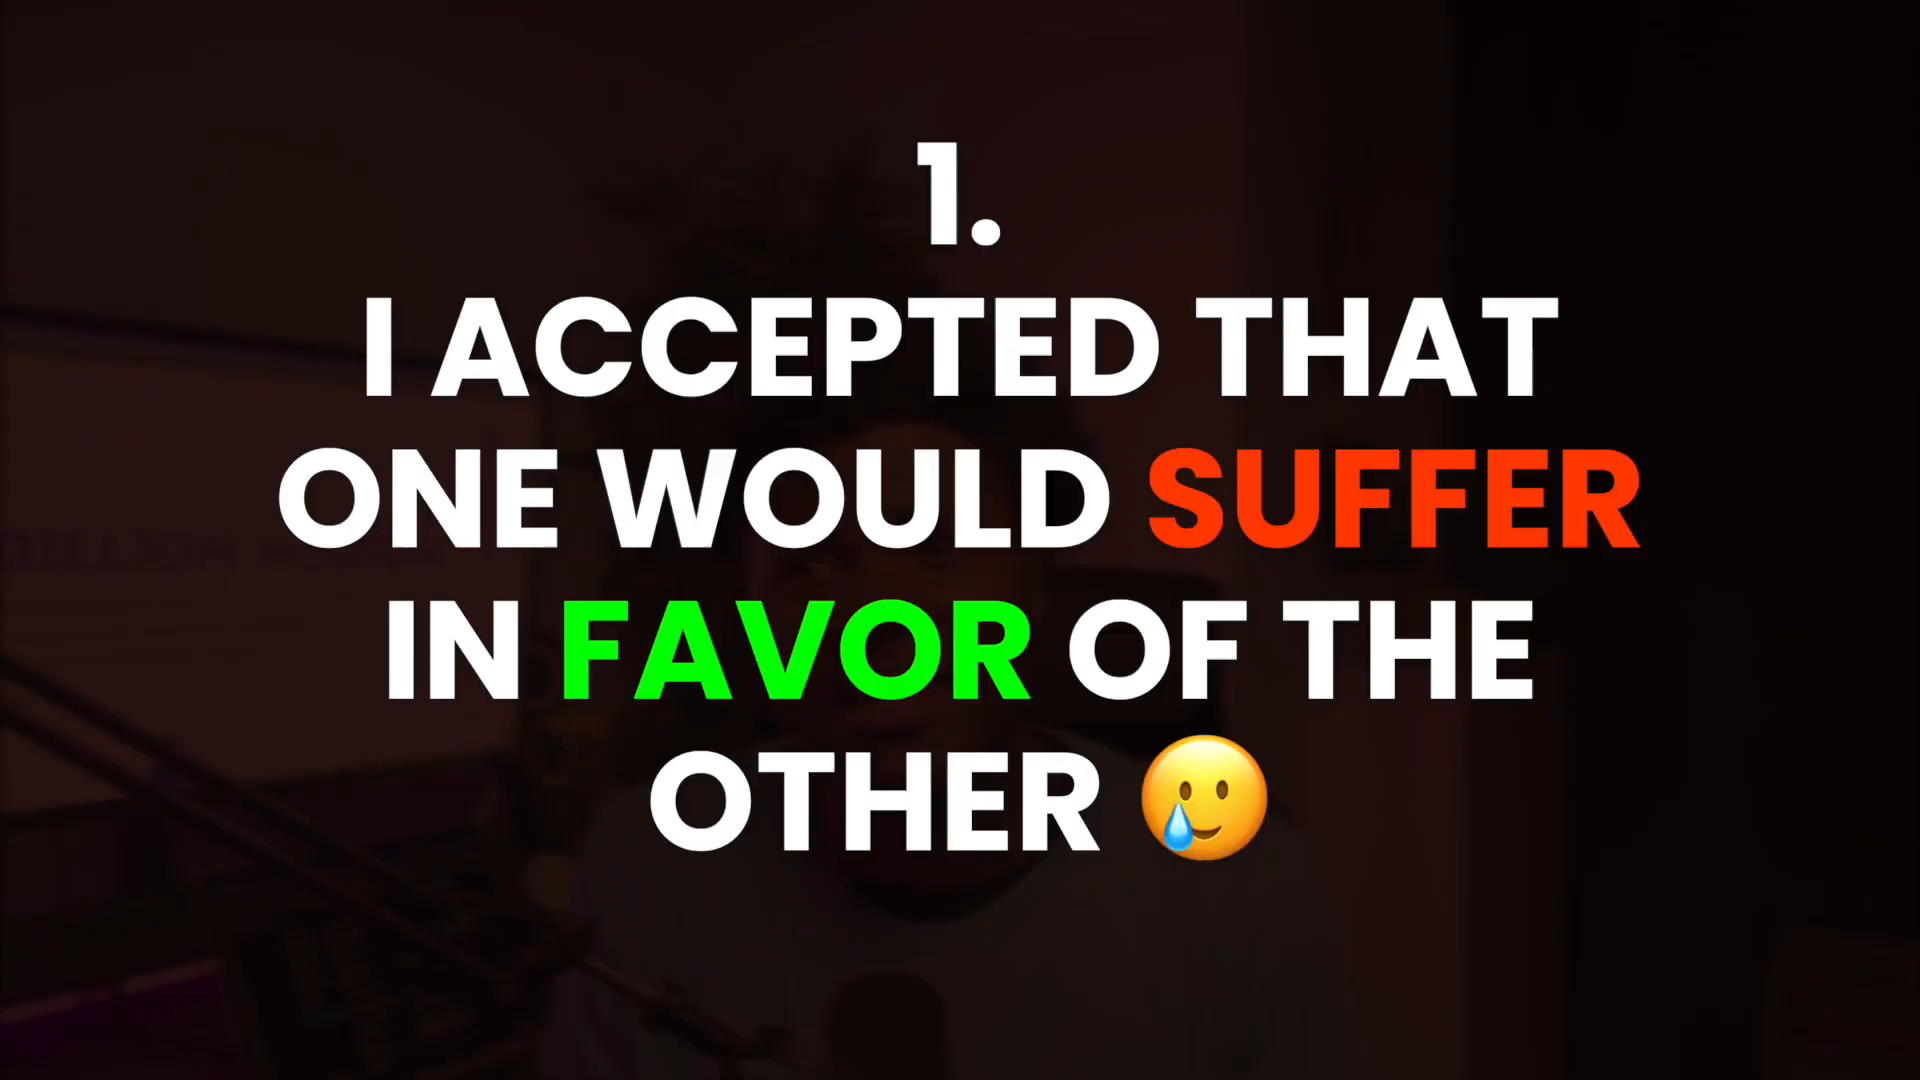 1.
I ACCEPTED THAT
ONE WOULD SUFFER
IN FAVOR OF THE
OTHER 🥲